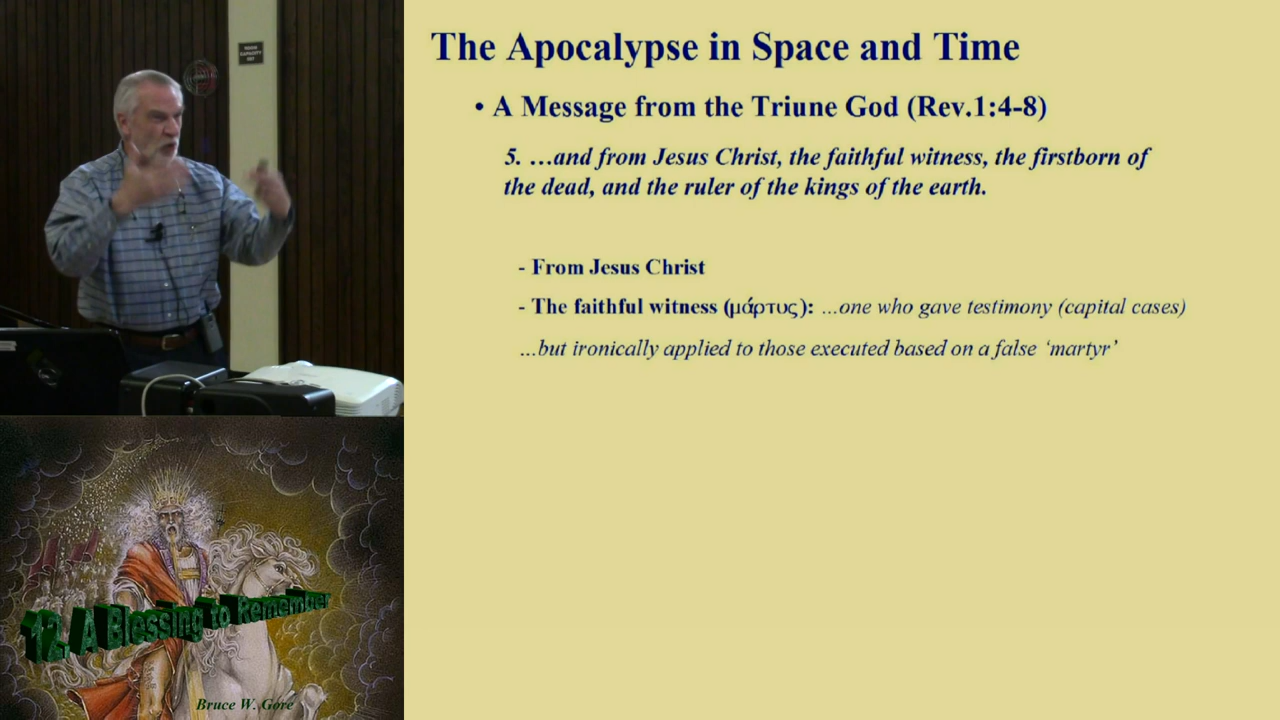 The Apocalypse in Space and Time
• A Message from the Triune God (Rev.1:4-8)
5. …and from Jesus Christ, the faithful witness, the firstborn of
the dead, and the ruler of the kings of the earth.
- From Jesus Christ
- The faithful witness (μάρτυς): …one who gave testimony (capital cases)
…but ironically applied to those executed based on a false ‘martyr’
12. A Blessing to Remember
Bruce W. Gore